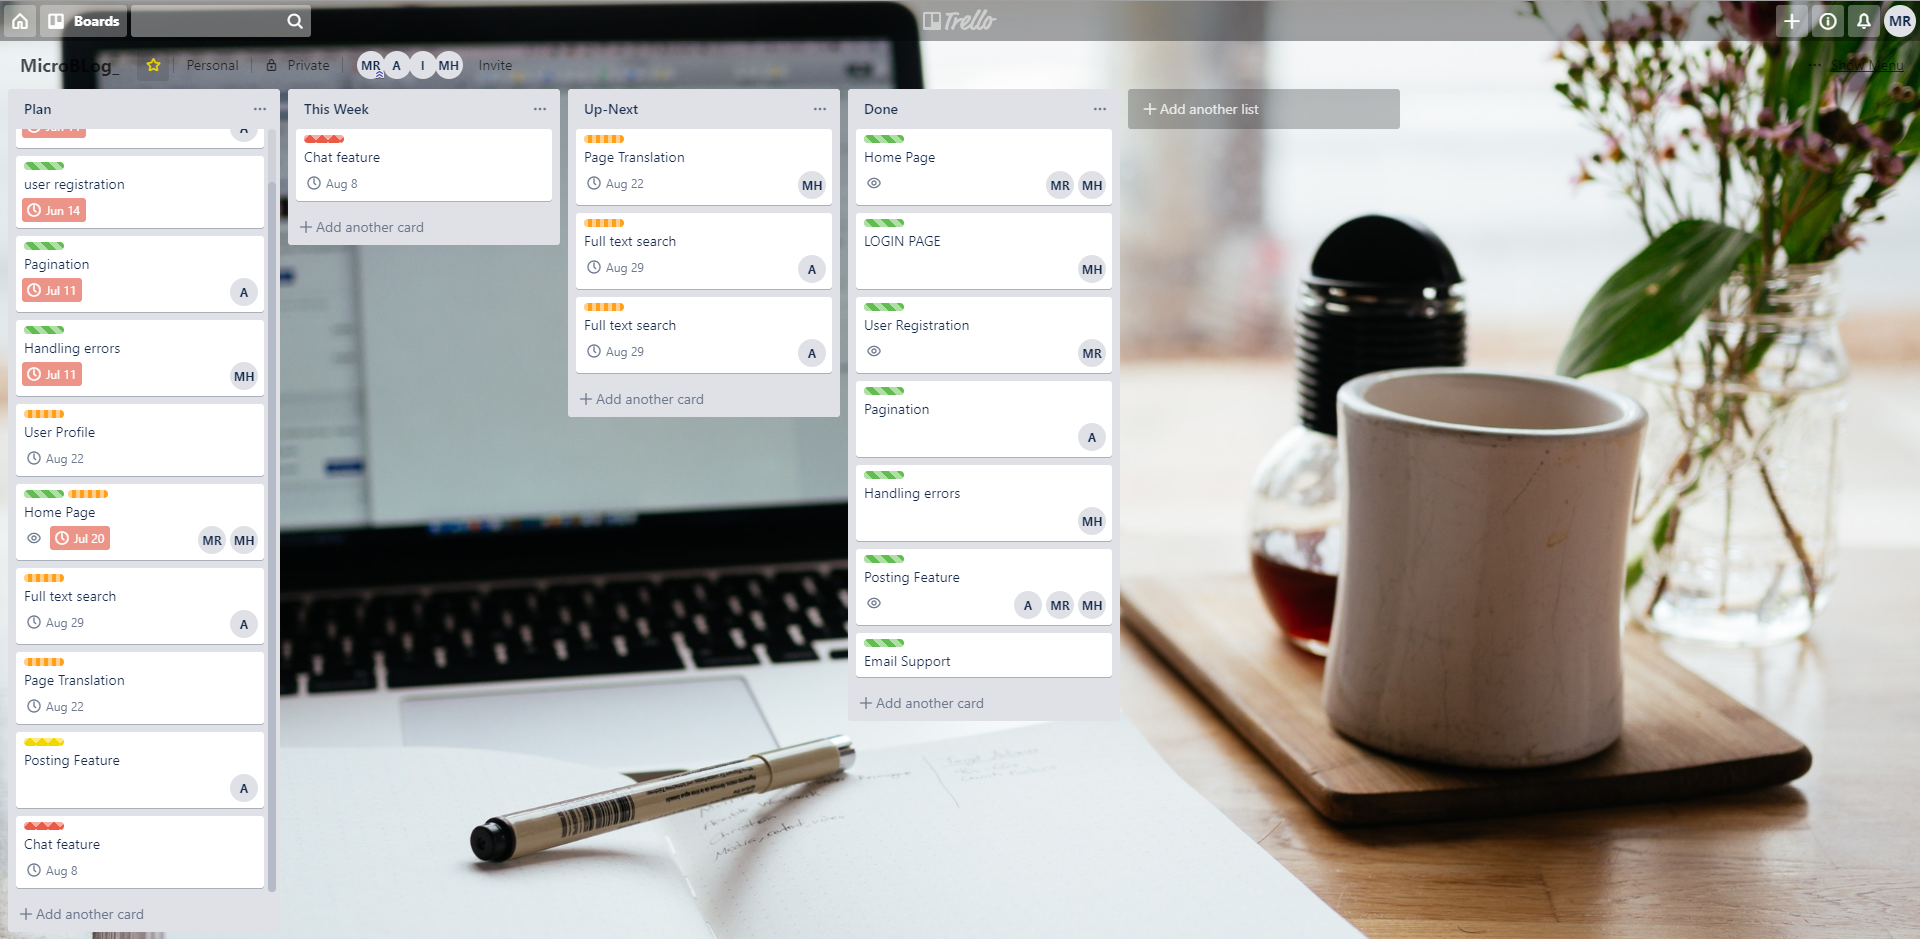 Boards
Trello
MR
MicroBLog_
Personal
Private
MR A I MH
Invite
Show Menu
Plan
A
user registration
Jun 14
Pagination
Jul 11
A
Handling errors
Jul 11
MH
User Profile
Aug 22
Home Page
Jul 20
MR MH
Full text search
Aug 29
A
Page Translation
Aug 22
Posting Feature
A
Chat feature
Aug 8
Add another card
This Week
Chat feature
Aug 8
Add another card
Up-Next
Page Translation
Aug 22
MH
Full text search
Aug 29
A
Full text search
Aug 29
A
Add another card
Done
Home Page
MR MH
LOGIN PAGE
MH
User Registration
MR
Pagination
A
Handling errors
MH
Posting Feature
A MR MH
Email Support
Add another card
Add another list